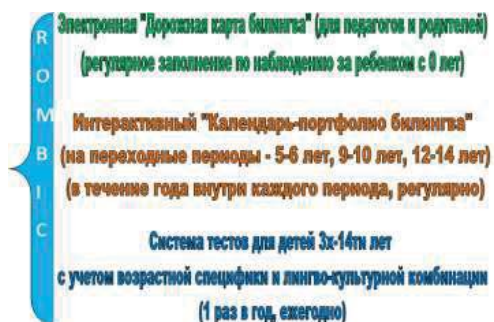 ROMBIC
Электронная "Дорожная карта билингва" (для педагогов и родителей)
(регулярное заполнение по наблюдению за ребенком с 0 лет)
Интерактивный "Календарь-портфолио билингва"
(на переходные периоды - 5-6 лет, 9-10 лет, 12-14 лет)
(в течение года внутри каждого периода, регулярно)
Система тестов для детей 3х-14ти лет
с учетом возрастной специфики и лингво-культурной комбинации
(1 раз в год, ежегодно)